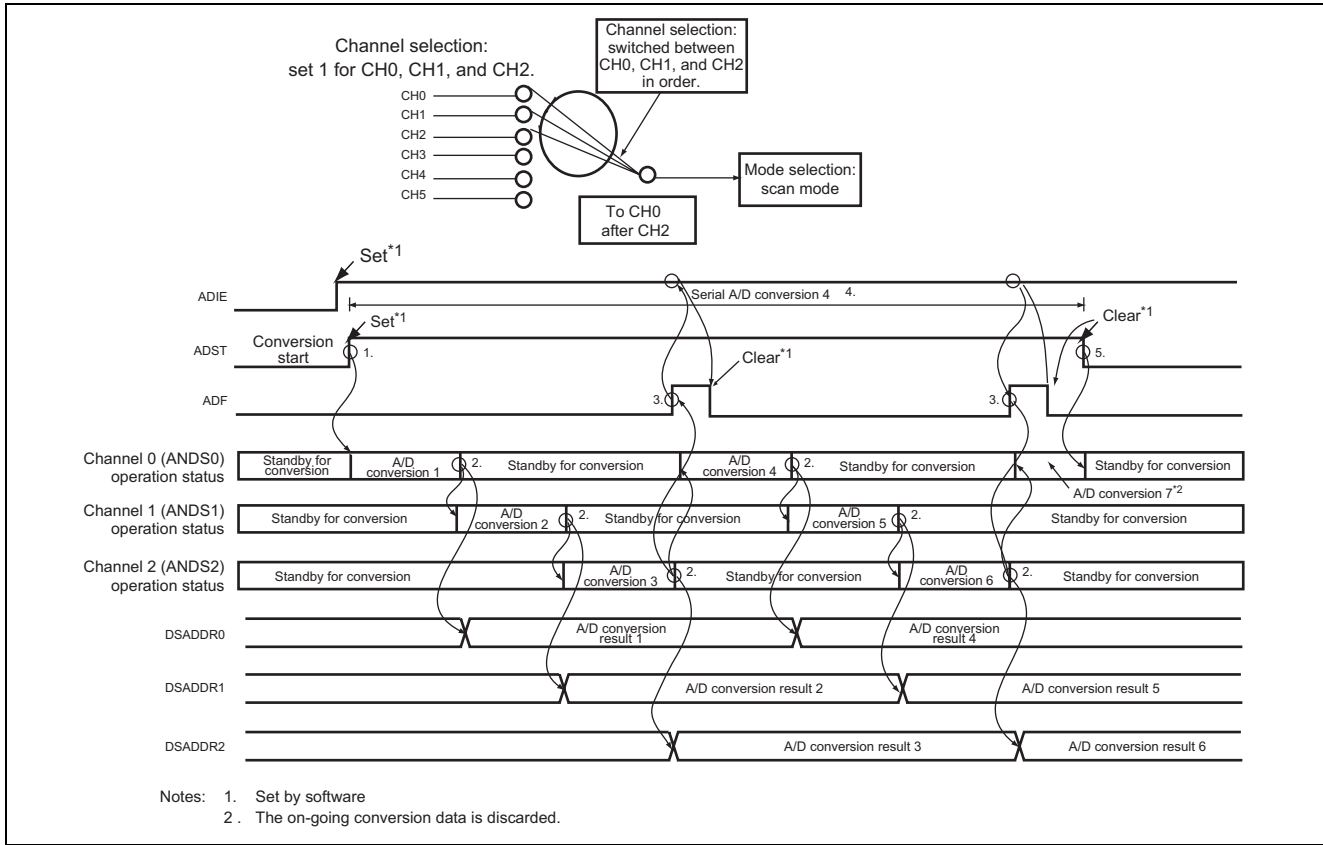 Channel selection:
set 1 for CH0, CH1, and CH2.
Channel selection:
switched between
CH0, CH1, and CH2
in order.
CH0
CH1
CH2
CH3
CH4
CH5
Mode selection:
scan mode
To CH0
after CH2
Set*1
ADIE
Serial A/D conversion 4 4.
Set*1
Clear*1
ADST
Conversion
start
1.
5.
Clear*1
ADF
3.
3.
Channel 0 (ANDS0)
operation status
Standby for
conversion
A/D
conversion 1
2.
Standby for conversion
A/D
conversion 4
2.
Standby for conversion
Standby for conversion
A/D conversion 7*2
Channel 1 (ANDS1)
operation status
Standby for conversion
A/D
conversion 2
2.
Standby for conversion
A/D
conversion 5
2.
Standby for conversion
Channel 2 (ANDS2)
operation status
Standby for conversion
A/D
conversion 3
2.
Standby for conversion
A/D
conversion 6
2.
Standby for conversion
DSADDR0
A/D conversion
result 1
A/D conversion
result 4
DSADDR1
A/D conversion result 2
A/D conversion result 5
DSADDR2
A/D conversion result 3
A/D conversion result 6
Notes: 1. Set by software
2 . The on-going conversion data is discarded.